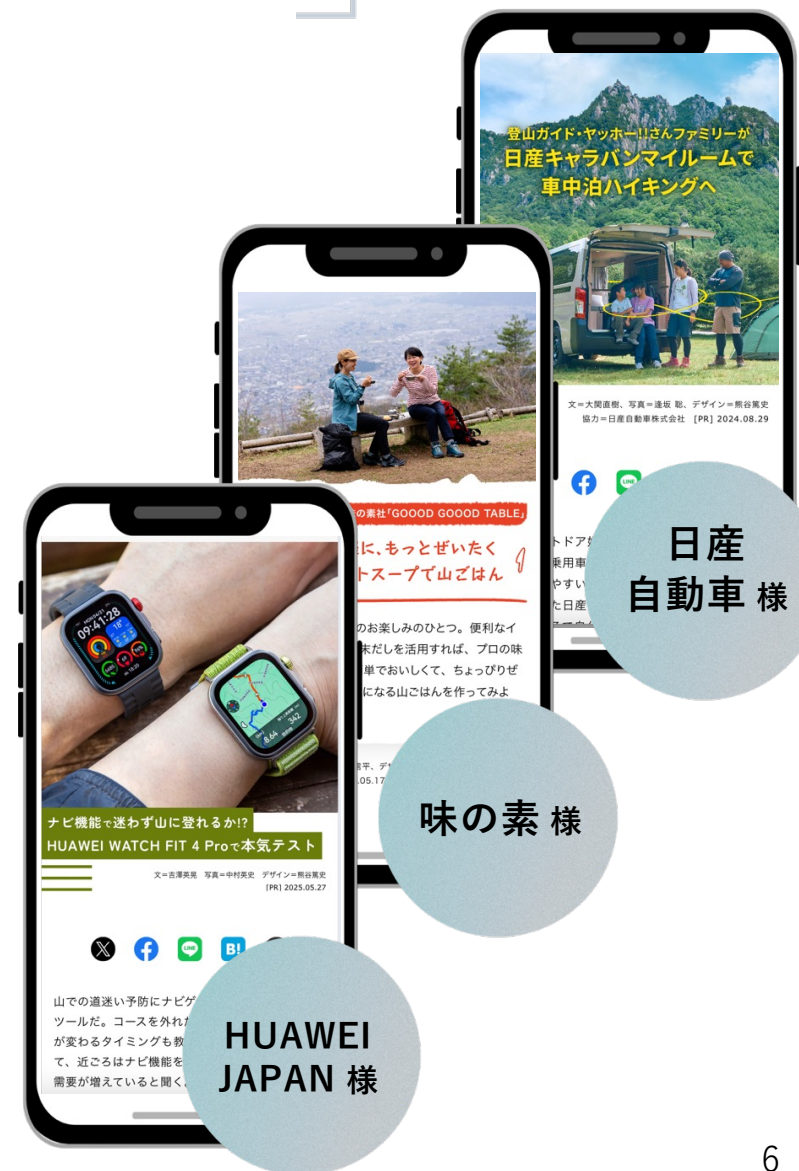 登山ガイド・ヤッホー!!さんファミリーが
日産キャラバンマイルームで
車中泊ハイキングへ
文=大関直樹、写真=逢坂 聡、デザイン=熊谷篤史
協力=日産自動車株式会社 [PR] 2024.08.29
LINE
日産
自動車 様
の素社「GOOOD GOOOD TABLE」
に、もっとぜいたく
トスープで山ごはん
のお楽しみのひとつ。便利なイ
末だしを活用すれば、プロの味
単でおいしくて、ちょっぴりぜ
になる山ごはんを作ってみよ
.05.17
味の素 様
09:41:28
18°
8.64
342
ナビ機能で迷わず山に登れるか!?
HUAWEI WATCH FIT 4 Proで本気テスト
文=吉澤英晃 写真=中村英史 デザイン=熊谷篤史
[PR] 2025.05.27
X
f
LINE
B!
山での道迷い予防にナビゲ
ツールだ。コースを外れた
が変わるタイミングも教
て、近ごろはナビ機能を
需要が増えていると聞く
HUAWEI
JAPAN 様
6